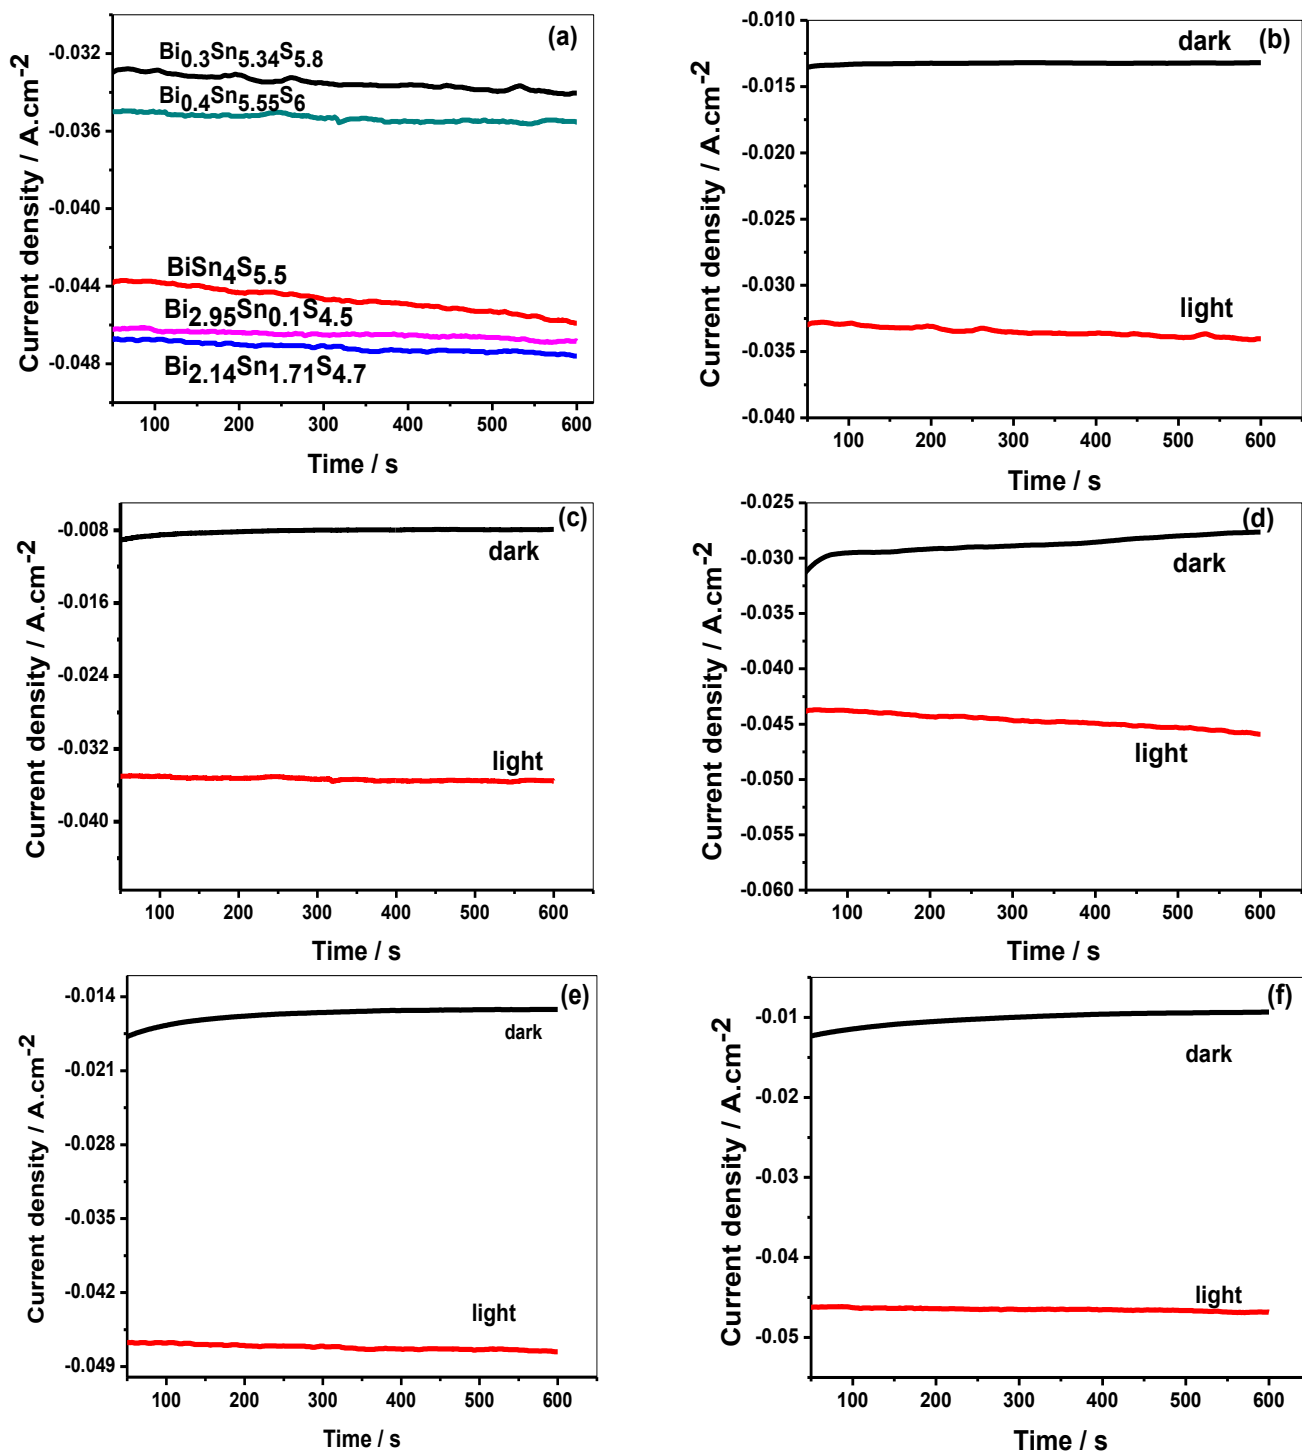 (a)
Current density / A.cm-2
-0.032
-0.036
-0.040
-0.044
-0.048
Bi0.3Sn5.34S5.8
Bi0.4Sn5.55S6
BiSn4S5.5
Bi2.95Sn0.1S4.5
Bi2.14Sn1.71S4.7
100 200 300 400 500 600
Time / s
(b)
Current density / A.cm-2
-0.010
-0.015
-0.010
-0.025
-0.030
-0.035
-0.040
dark
light
100 200 300 400 500 600
Time / s
(c)
Current density / A.cm-2
-0.008
-0.016
-0.024
-0.032
-0.040
dark
light
100 200 300 400 500 600
Time / s
(d)
Current density / A.cm-2
-0.025
-0.030
-0.035
-0.040
-0.045
-0.050
-0.055
-0.060
dark
light
100 200 300 400 500 600
Time / s
(e)
Current density / A.cm-2
-0.014
-0.021
-0.028
-0.035
-0.042
-0.049
dark
light
100 200 300 400 500 600
Time / s
(f)
Current density / A.cm-2
-0.01
-0.02
-0.03
-0.04
-0.05
dark
light
100 200 300 400 500 600
Time / s